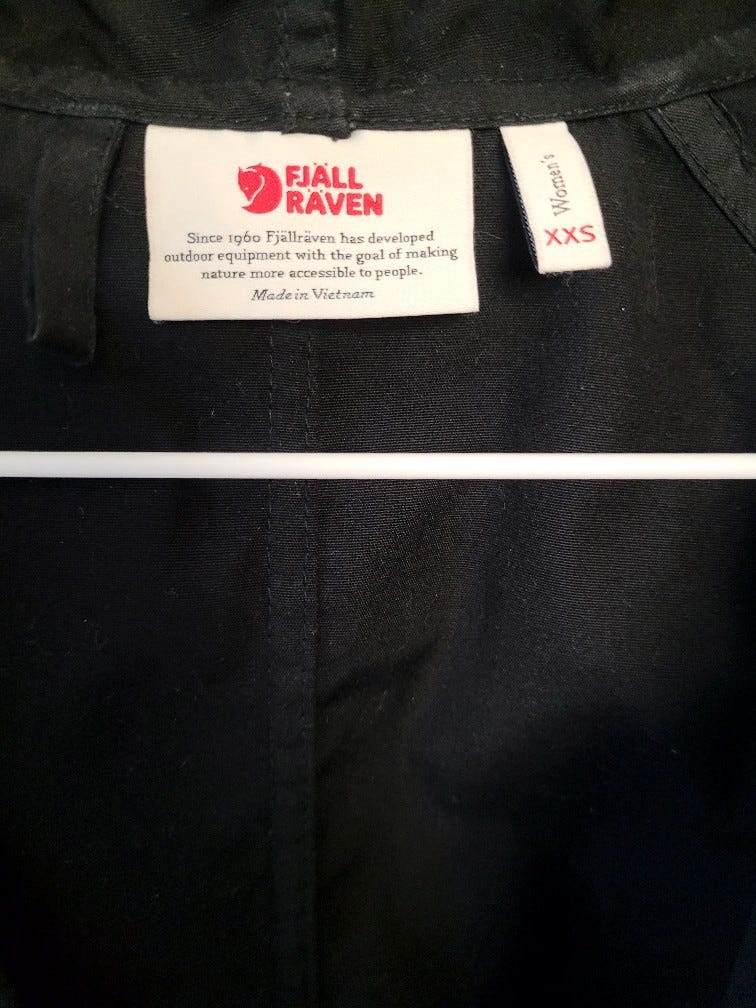 FJÄLL
RÄVEN
Since 1960 Fjällräven has developed
outdoor equipment with the goal of making
nature more accessible to people.
Made in Vietnam
Women's
XXS